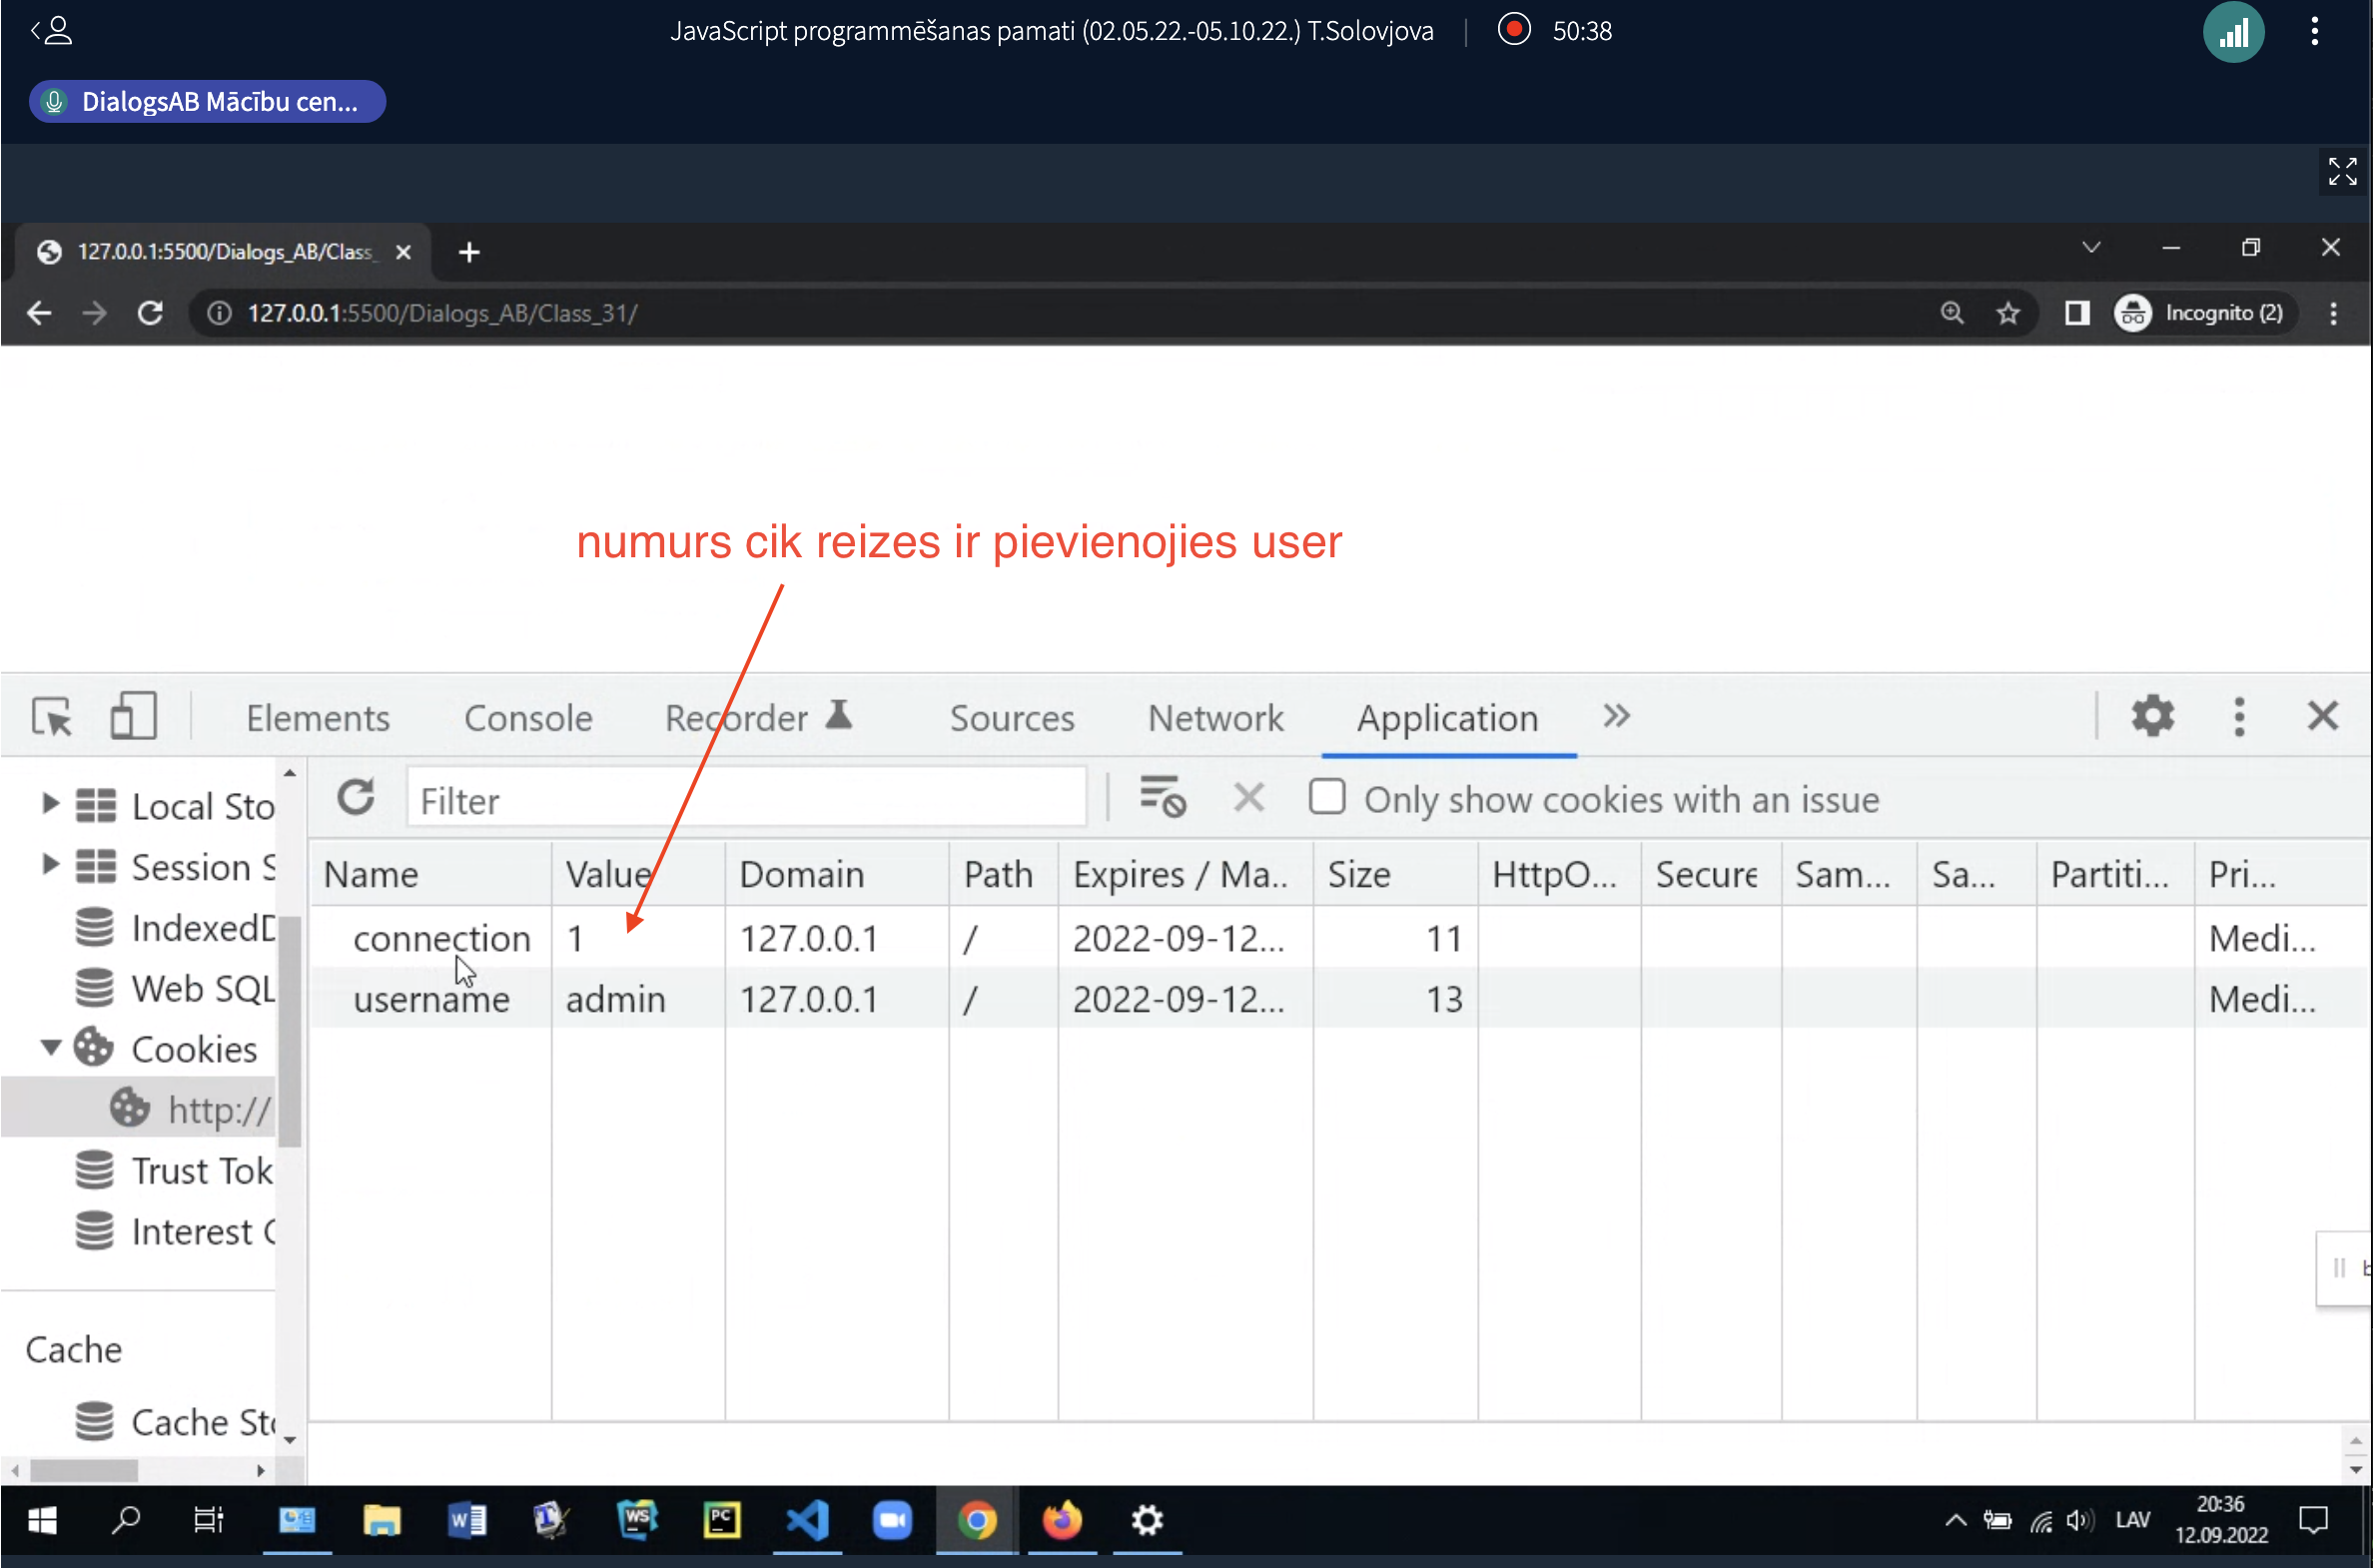 JavaScript programmēšanas pamati (02.05.22.-05.10.22.) T.Solovjova
50:38
DialogsAB Mācību cen...
127.0.0.1:5500/Dialogs_AB/Class_
127.0.0.1:5500/Dialogs_AB/Class_31/
Incognito (2)
numurs cik reizes ir pievienojies user
Elements Console Recorder Sources Network Application
Filter
Only show cookies with an issue
Local Sto
Session S
IndexedD
Web SQL
Cookies
http://
Trust Tok
Interest G
Cache
Cache Sto
Name Value Domain Path Expires / Ma.. Size HttpO... Secure Sam... Sa... Partiti... Pri...
connection 1 127.0.0.1 / 2022-09-12... 11 Medi...
username admin 127.0.0.1 / 2022-09-12... 13 Medi...
WS
PC
LAV
20:36
12.09.2022